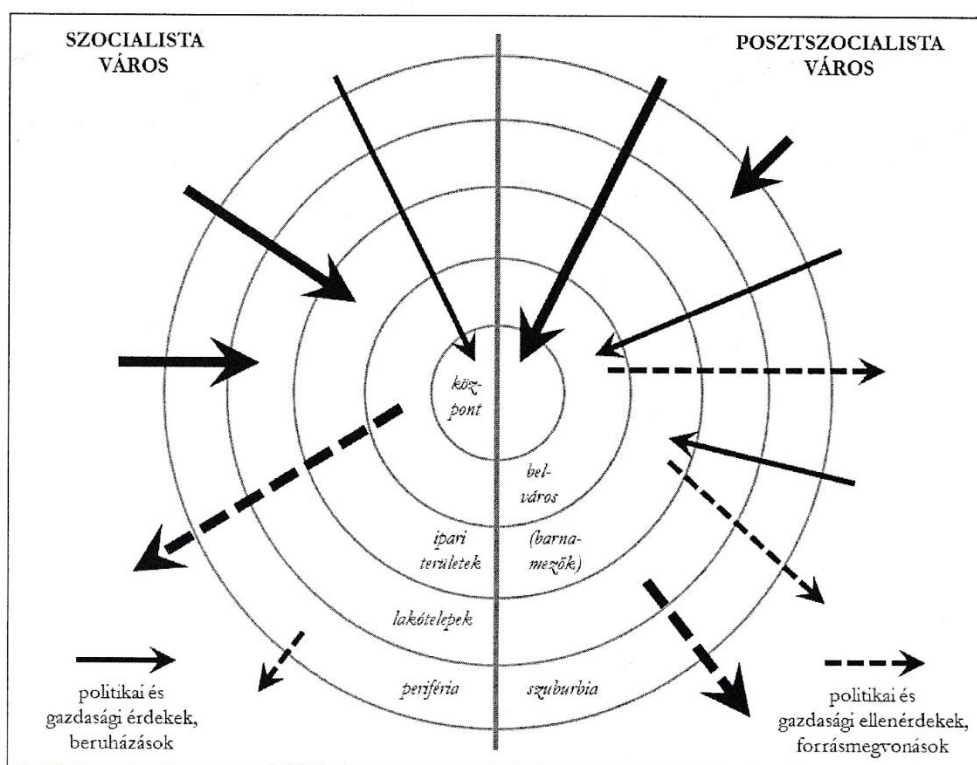 SZOCIALISTA
VÁROS
POSZTSZOCIALISTA
VÁROS
köz-
pont
bel-
város
ipari
területek
(barna-
mezők)
lakótelepek
periféria
szuburbia
politikai és
gazdasági érdekek,
beruházások
politikai és
gazdasági ellenérdekek,
forrásmegvonások